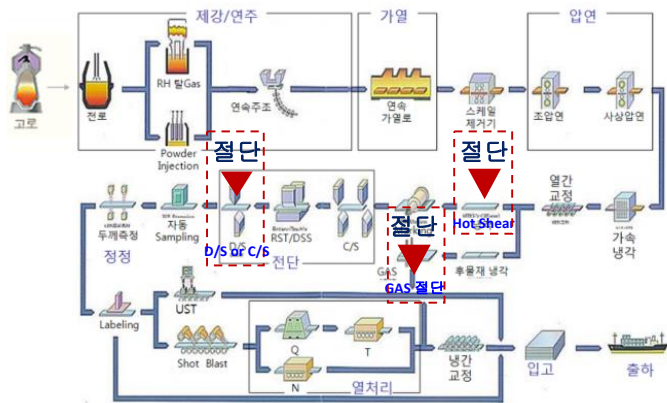 제강/연주
가열
압연
RH 탈Gas
고로
전로
연속주조
연속
가열로
스케일
제거기
조압연
사상압연
Powder
Injection
절단
절단
절단
열간
교정
가속
냉각
Hot Shear
두께측정
자동
Sampling
D/S
D/S or C/S
RST/DSS
C/S
전단
정정
GAS
GAS 절단
후물재 냉각
Labeling
UST
Shot Blast
Q
T
N
열처리
냉간
교정
입고
출하